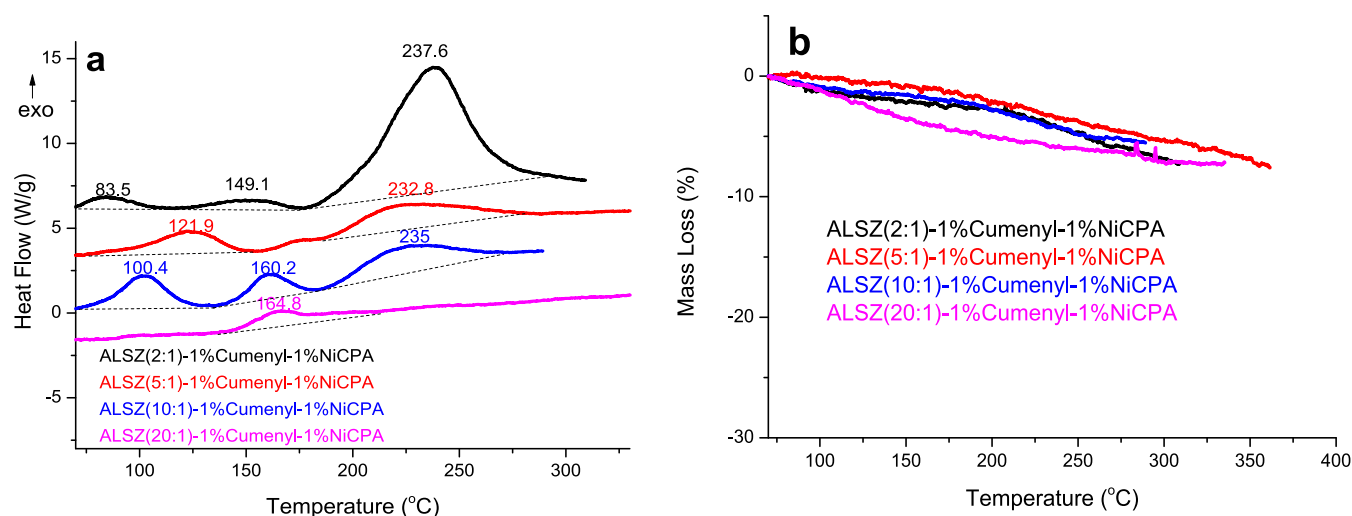 a
exo
Heat Flow (W/g)
15
10
5
0
-5
237.6
83.5
149.1
121.9
232.8
100.4
160.2
235
164.8
ALSZ(2:1)-1%Cumenyl-1%NiCPA
ALSZ(5:1)-1%Cumenyl-1%NiCPA
ALSZ(10:1)-1%Cumenyl-1%NiCPA
ALSZ(20:1)-1%Cumenyl-1%NiCPA
100 150 200 250 300
Temperature (°C)
b
Mass Loss (%)
0
-10
-20
-30
ALSZ(2:1)-1%Cumenyl-1%NiCPA
ALSZ(5:1)-1%Cumenyl-1%NiCPA
ALSZ(10:1)-1%Cumenyl-1%NiCPA
ALSZ(20:1)-1%Cumenyl-1%NiCPA
100 150 200 250 300 350 400
Temperature (°C)